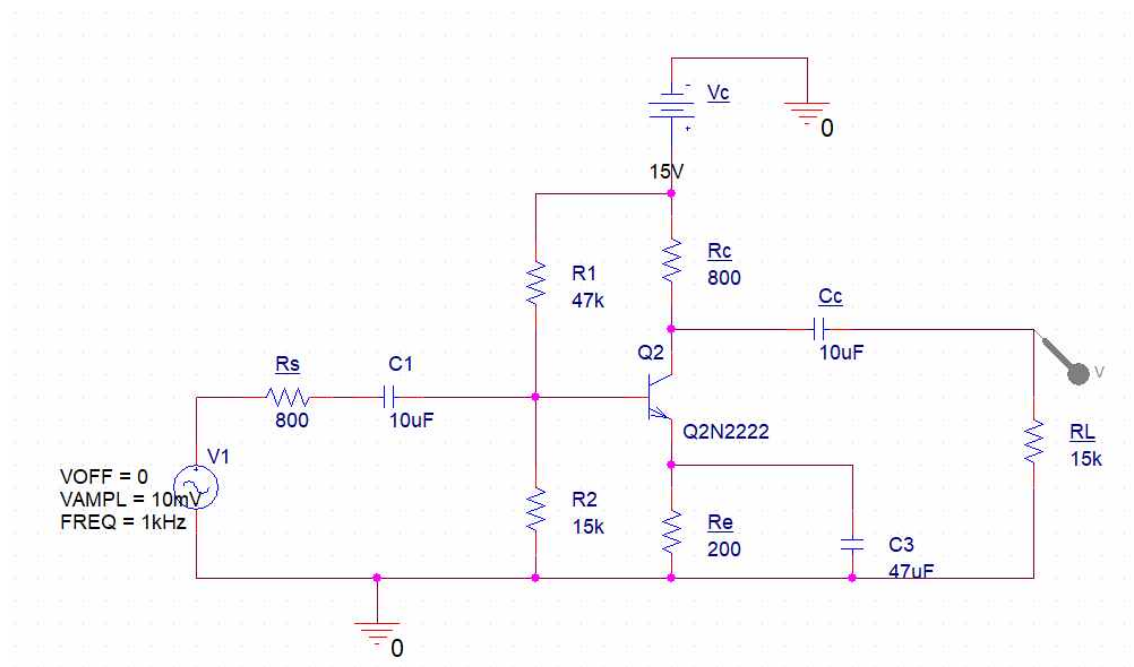 Vc
-
+
0
15V
Rc
800
R1
47k
Cc
10uF
Q2
Q2N2222
Rs
800
C1
10uF
V
RL
15k
V1
VOFF = 0
VAMPL = 10mV
FREQ = 1kHz
+
-
R2
15k
Re
200
C3
47uF
0